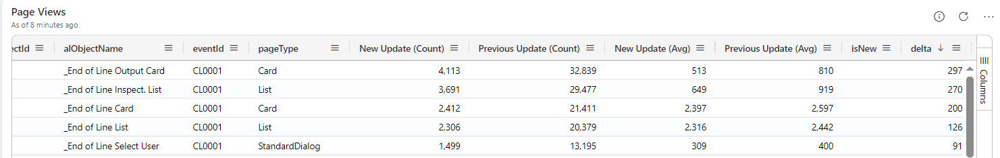 Page Views
As of 8 minutes ago
ectId alObjectName eventId pageType New Update (Count) Previous Update (Count) New Update (Avg) Previous Update (Avg) isNew delta ↓
_End of Line Output Card CL0001 Card 4,113 32,839 513 810 297
_End of Line Inspect. List CL0001 List 3,691 29,477 649 919 270
_End of Line Card CL0001 Card 2,412 21,411 2,397 2,597 200
_End of Line List CL0001 List 2,306 20,379 2,316 2,442 126
_End of Line Select User CL0001 StandardDialog 1,499 13,195 309 400 91
Columns